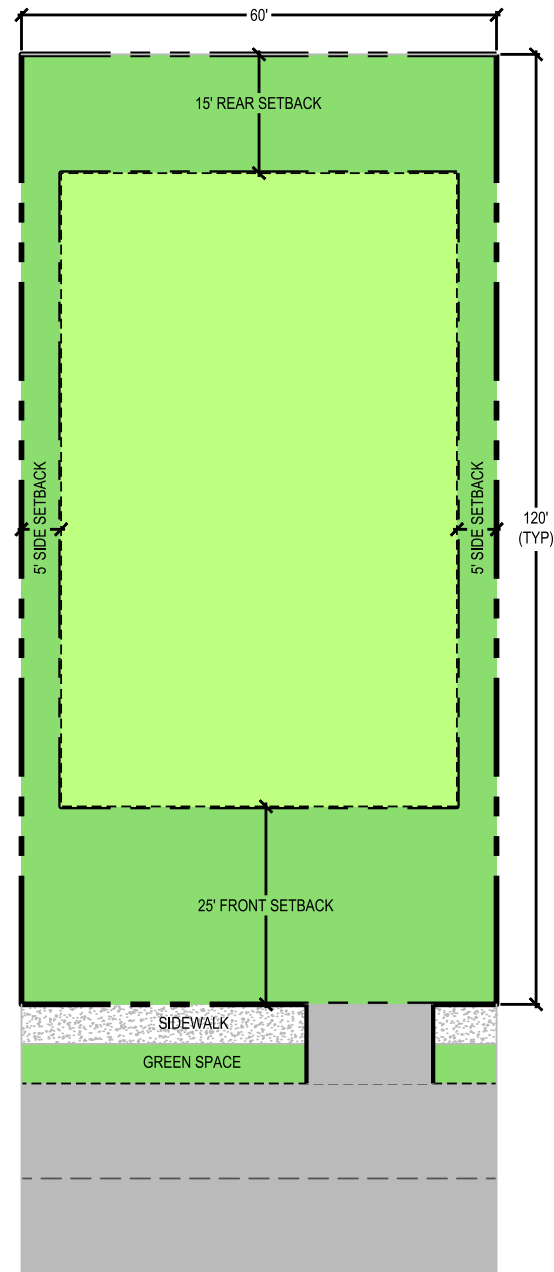 60'
15' REAR SETBACK
5' SIDE SETBACK
5' SIDE SETBACK
120'
(TYP)
25' FRONT SETBACK
SIDEWALK
GREEN SPACE